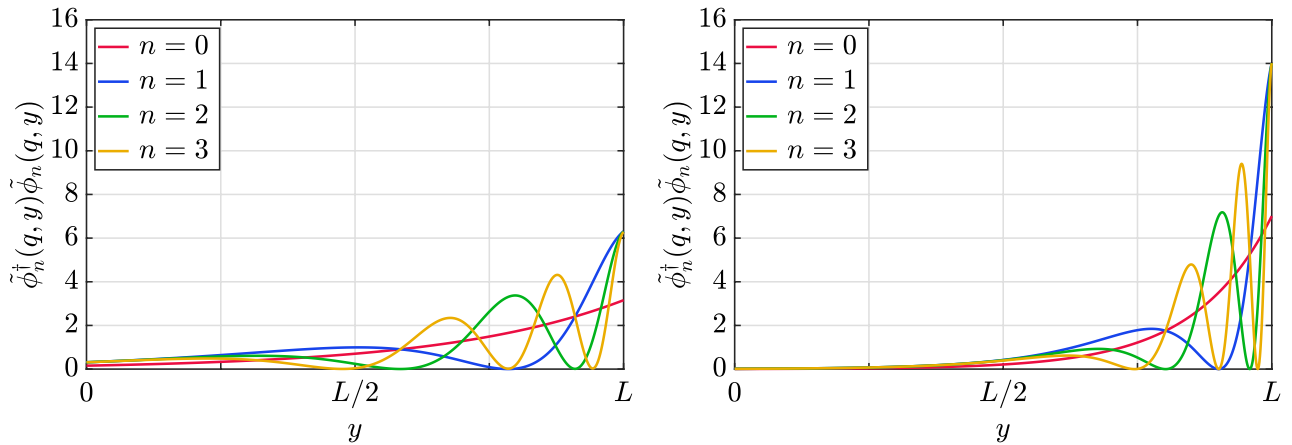 16
14
12
10
8
6
4
2
0
n = 0
n = 1
n = 2
n = 3
ϕ̃ₙ†(q, y)ϕ̃ₙ(q, y)
0
L/2
L
y
16
14
12
10
8
6
4
2
0
n = 0
n = 1
n = 2
n = 3
ϕ̃ₙ†(q, y)ϕ̃ₙ(q, y)
0
L/2
L
y